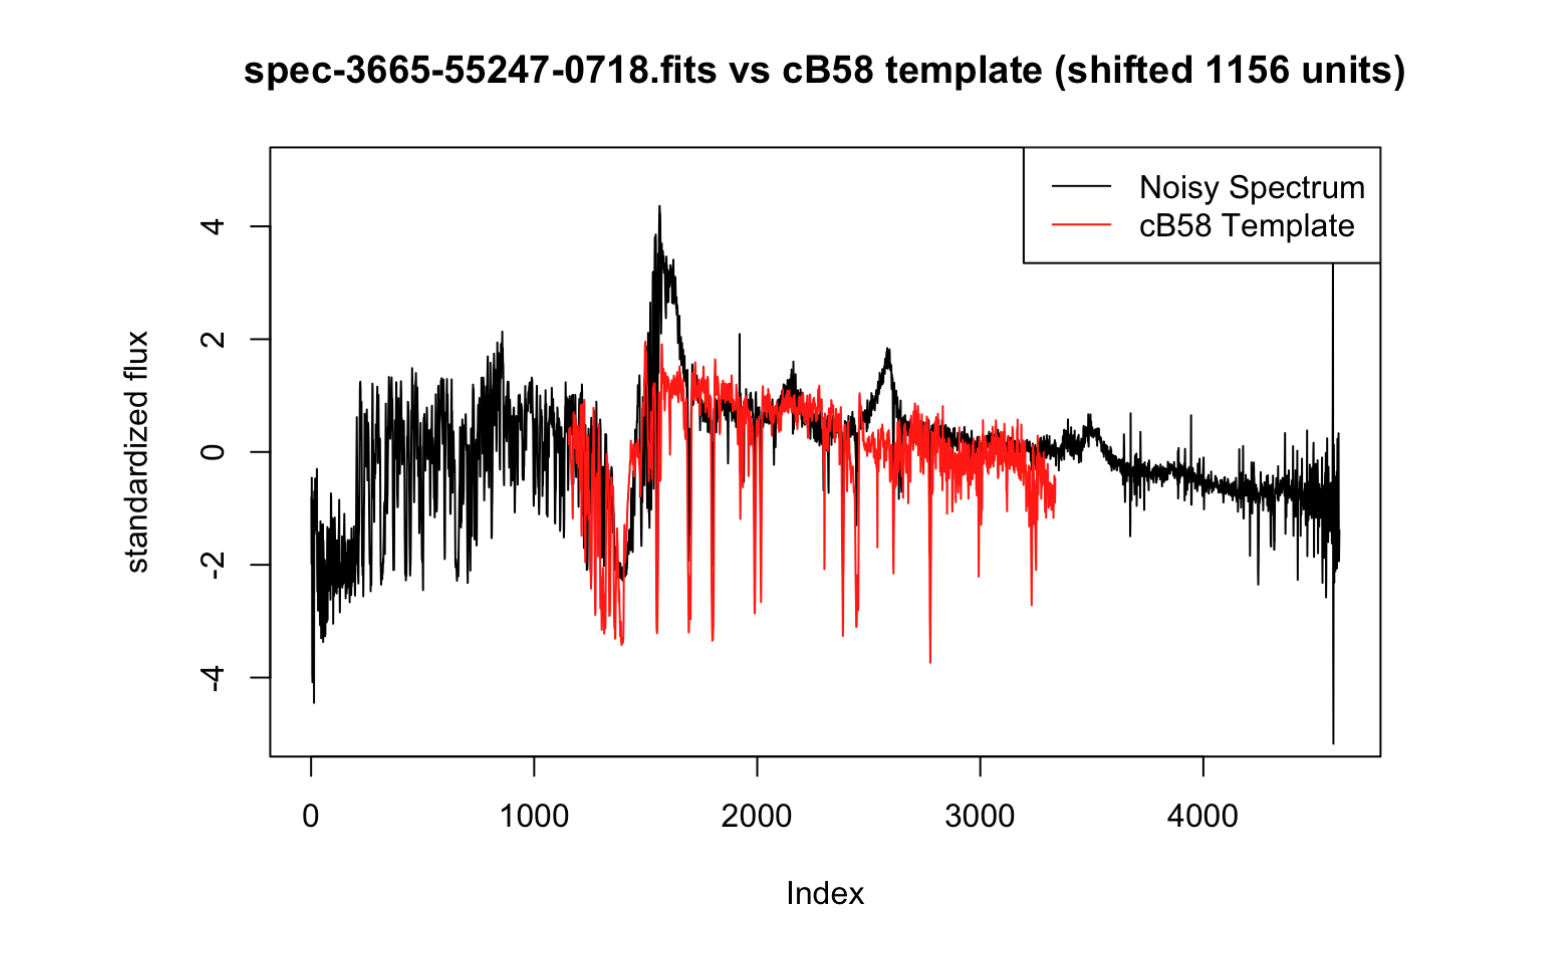 spec-3665-55247-0718.fits vs cB58 template (shifted 1156 units)
Noisy Spectrum
cB58 Template
standardized flux
4
2
0
-2
-4
0 1000 2000 3000 4000
Index